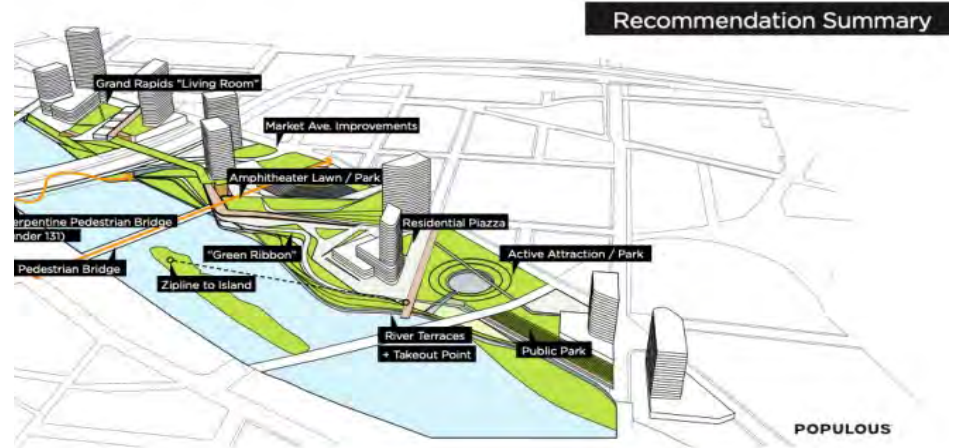 Recommendation Summary
Grand Rapids "Living Room"
Market Ave. Improvements
Amphitheater Lawn / Park
erpentine Pedestrian Bridge
nder 131)
Residential Piazza
"Green Ribbon"
Active Attraction / Park
Pedestrian Bridge
Zipline to Island
River Terraces
+ Takeout Point
Public Park
POPULOUS